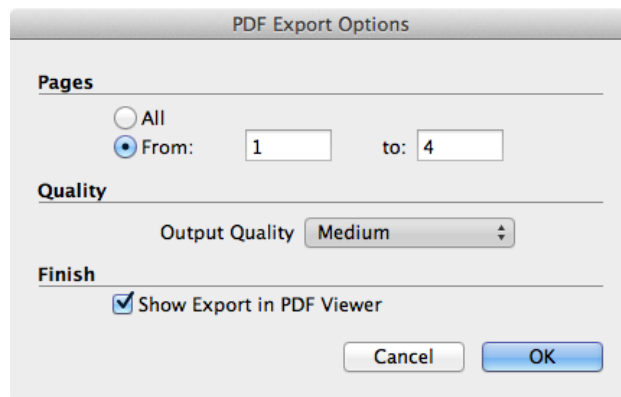 PDF Export Options
Pages
All
From: 1 to: 4
Quality
Output Quality Medium
Finish
Show Export in PDF Viewer
Cancel OK